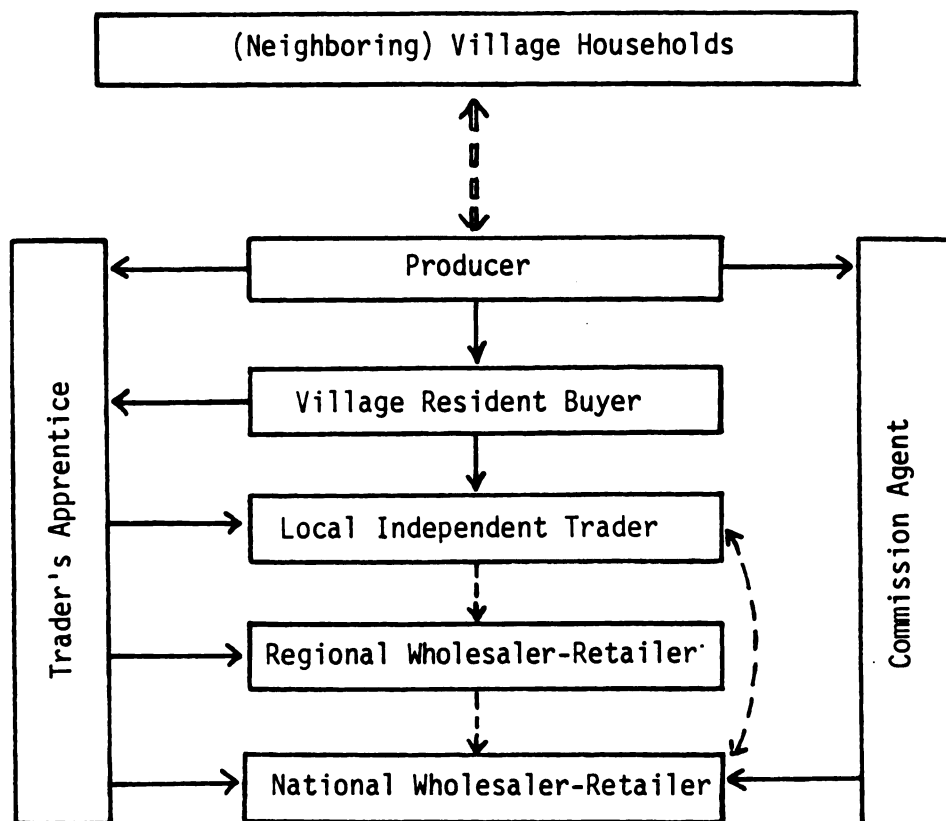 (Neighboring) Village Households
Producer
Village Resident Buyer
Local Independent Trader
Regional Wholesaler-Retailer
National Wholesaler-Retailer
Trader's Apprentice
Commission Agent